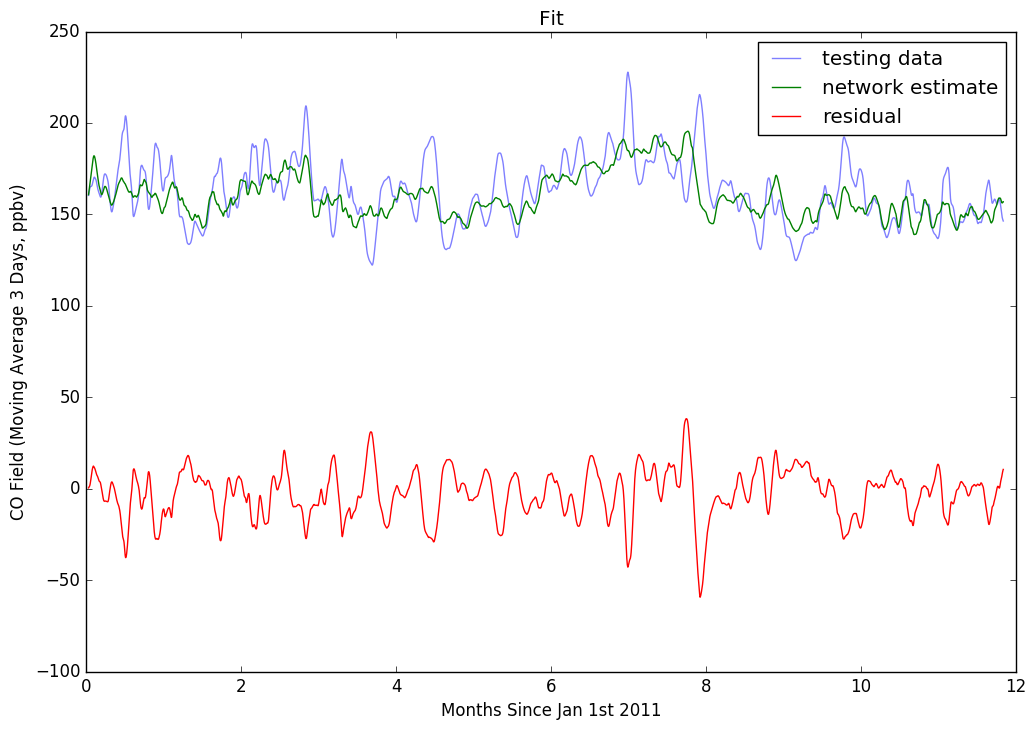 Fit
250
200
150
100
50
0
−50
−100
CO Field (Moving Average 3 Days, ppbv)
testing data
network estimate
residual
0 2 4 6 8 10 12
Months Since Jan 1st 2011